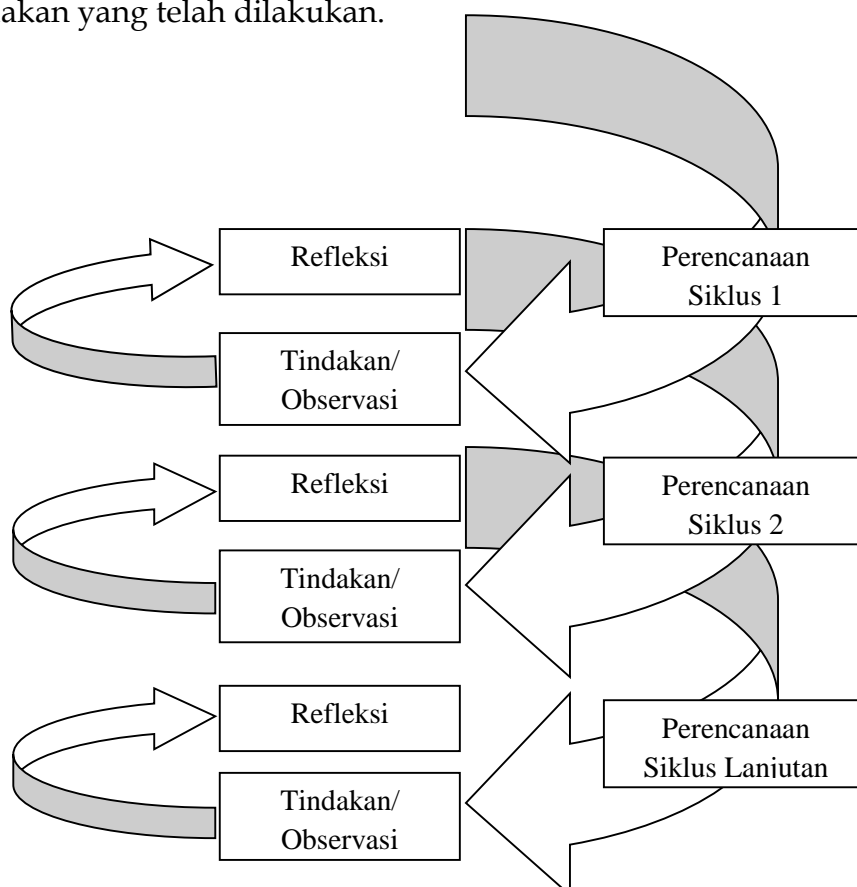 akan yang telah dilakukan.
Refleksi
Perencanaan
Siklus 1
Tindakan/
Observasi
Refleksi
Perencanaan
Siklus 2
Tindakan/
Observasi
Refleksi
Perencanaan
Siklus Lanjutan
Tindakan/
Observasi